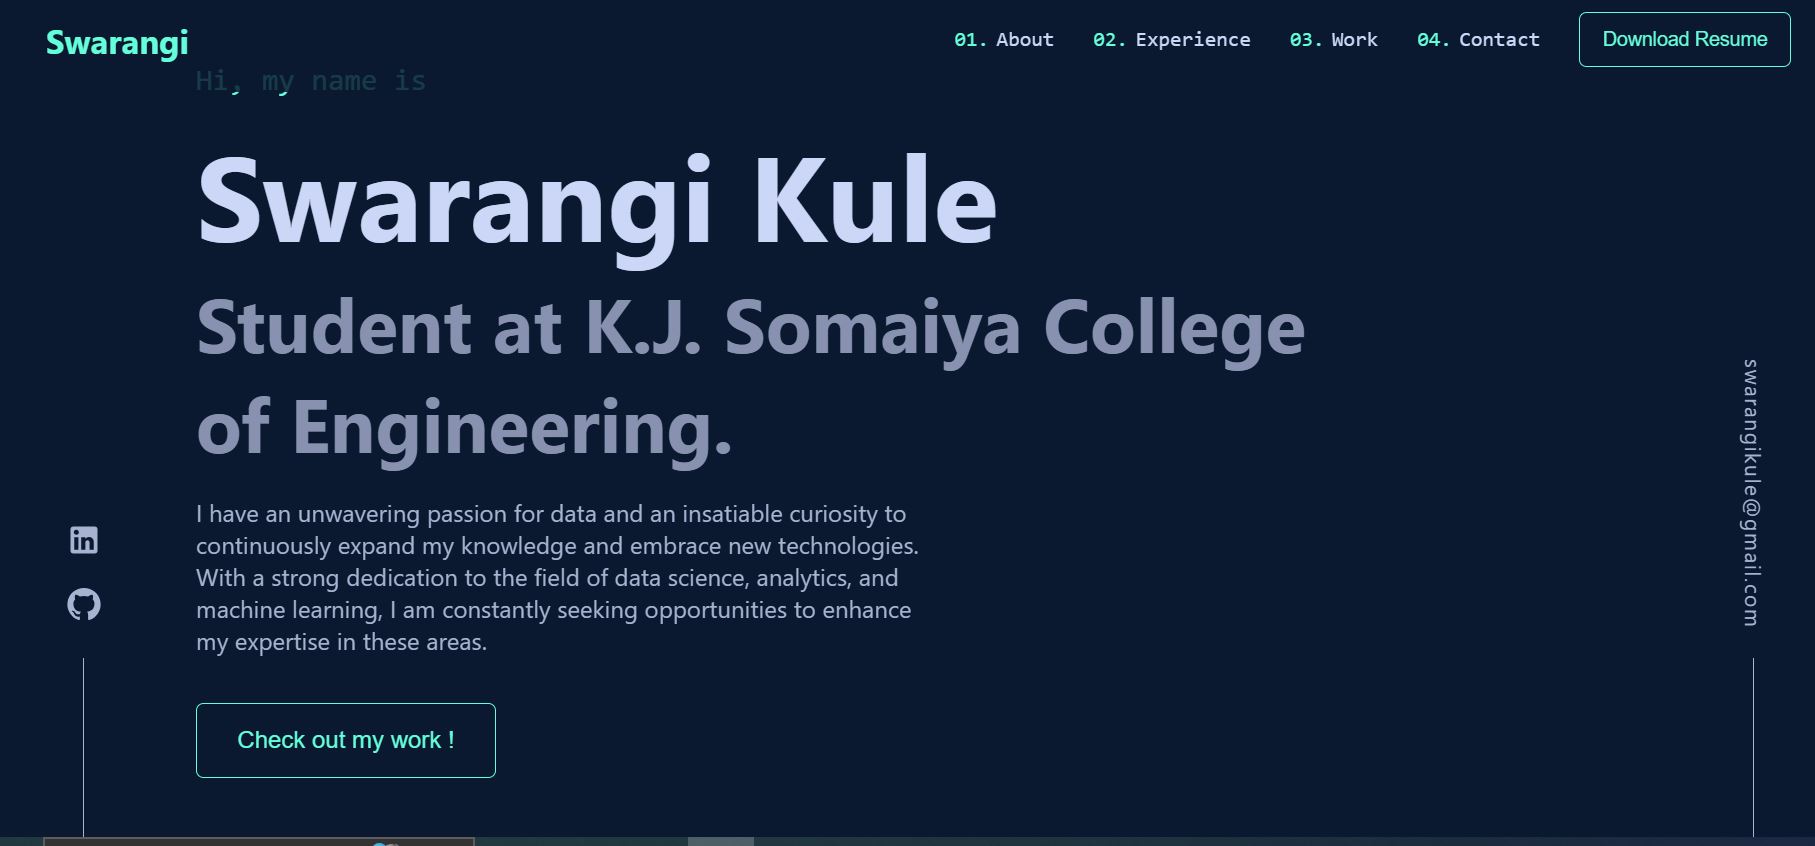 Swarangi
01. About 02. Experience 03. Work 04. Contact Download Resume
Hi, my name is
Swarangi Kule
Student at K.J. Somaiya College
of Engineering.
I have an unwavering passion for data and an insatiable curiosity to
continuously expand my knowledge and embrace new technologies.
With a strong dedication to the field of data science, analytics, and
machine learning, I am constantly seeking opportunities to enhance
my expertise in these areas.
Check out my work !
in
swarangikule@gmail.com